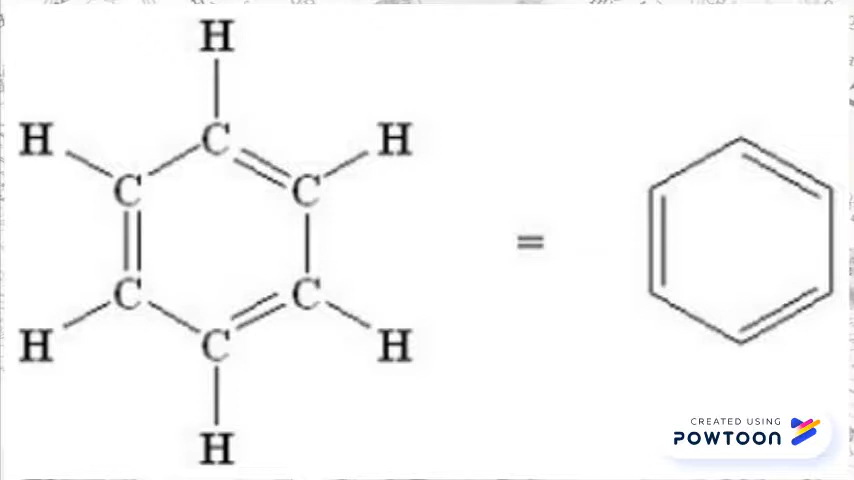 H
H C H
C C
=
C C
H C H
H
CREATED USING
POWTOON